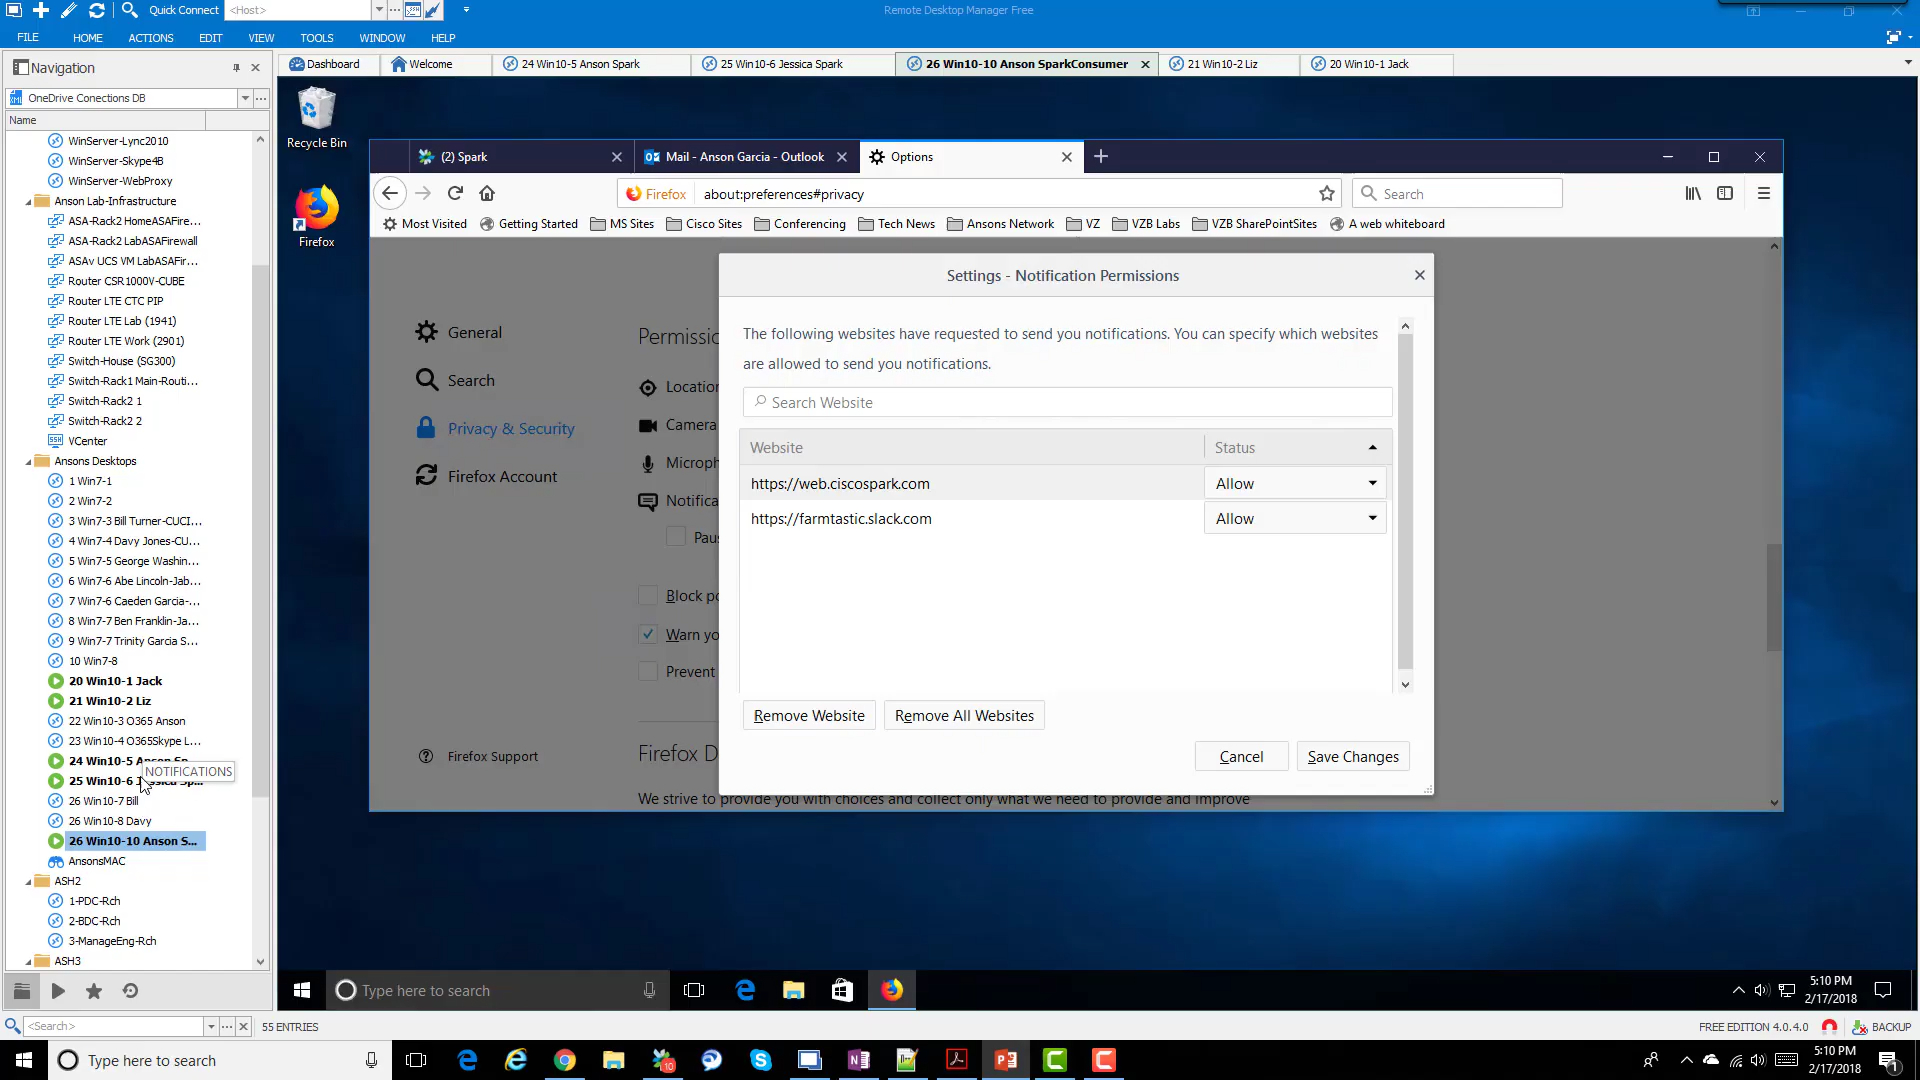 Quick Connect <Host>
Remote Desktop Manager Free
FILE HOME ACTIONS EDIT VIEW TOOLS WINDOW HELP
Navigation
Dashboard Welcome 24 Win10-5 Anson Spark 25 Win10-6 Jessica Spark 26 Win10-10 Anson SparkConsumer 21 Win10-2 Liz 20 Win10-1 Jack
OneDrive Conections DB
Name
WinServer-Lync2010
WinServer-Skype4B
WinServer-WebProxy
Anson Lab-Infrastructure
ASA-Rack2 HomeASAFire...
ASA-Rack2 LabASAFirewall
ASAv UCS VM LabASAFir...
Router CSR1000V-CUBE
Router LTE CTC PIP
Router LTE Lab (1941)
Router LTE Work (2901)
Switch-House (SG300)
Switch-Rack1 Main-Routi...
Switch-Rack2 1
Switch-Rack2 2
VCenter
Ansons Desktops
1 Win7-1
2 Win7-2
3 Win7-3 Bill Turner-CUCI...
4 Win7-4 Davy Jones-CU...
5 Win7-5 George Washin...
6 Win7-6 Abe Lincoln-Jab...
7 Win7-6 Caeden Garcia-...
8 Win7-7 Ben Franklin-Ja...
9 Win7-7 Trinity Garcia S...
10 Win7-8
20 Win10-1 Jack
21 Win10-2 Liz
22 Win10-3 O365 Anson
23 Win10-4 O365Skype L...
24 Win10-5
NOTIFICATIONS
25 Win10-6
26 Win10-7 Bill
26 Win10-8 Davy
26 Win10-10 Anson S...
AnsonsMAC
ASH2
1-PDC-Rch
2-BDC-Rch
3-ManageEng-Rch
ASH3
<Search>
55 ENTRIES
Recycle Bin
Firefox
(2) Spark Mail - Anson Garcia - Outlook Options
Firefox about:preferences#privacy Search
Most Visited Getting Started MS Sites Cisco Sites Conferencing Tech News Ansons Network VZ VZB Labs VZB SharePointSites A web whiteboard
General
Search
Privacy & Security
Firefox Account
Firefox Support
Permissio
Location
Camera
Microph
Notifica
Pau
Block po
Warn yo
Prevent
Firefox D
We strive to provide you with choices and collect only what we need to provide and improve
Settings - Notification Permissions
The following websites have requested to send you notifications. You can specify which websites
are allowed to send you notifications.
Search Website
Website Status
https://web.ciscospark.com Allow
https://farmtastic.slack.com Allow
Remove Website Remove All Websites
Cancel Save Changes
Type here to search
5:10 PM
2/17/2018
FREE EDITION 4.0.4.0 BACKUP
Type here to search
10
5:10 PM
2/17/2018
1